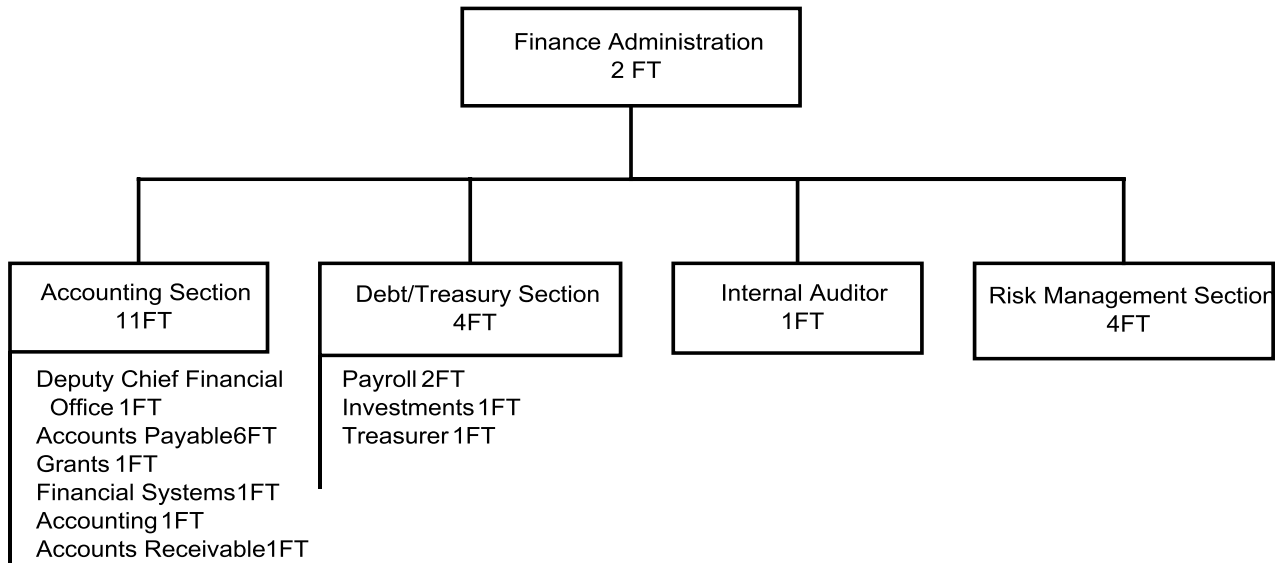 Finance Administration
2 FT
Accounting Section
11FT
Debt/Treasury Section
4FT
Internal Auditor
1FT
Risk Management Section
4FT
Deputy Chief Financial
Office 1FT
Accounts Payable6FT
Grants 1FT
Financial Systems1FT
Accounting 1FT
Accounts Receivable1FT
Payroll 2FT
Investments 1FT
Treasurer 1FT